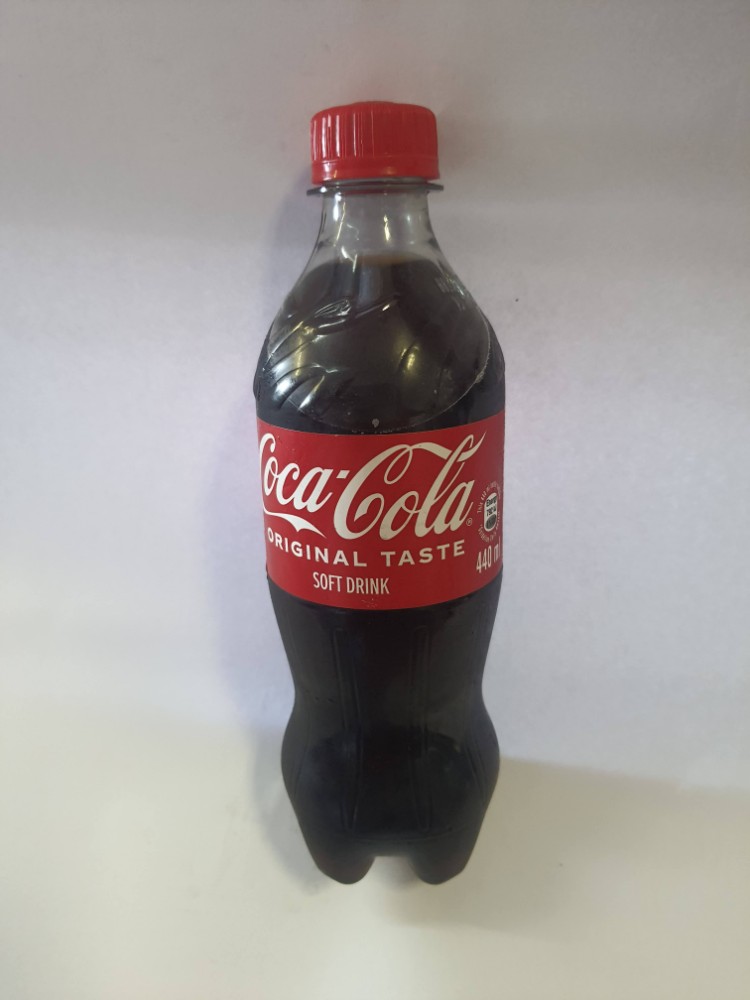 Coca-Cola®
ORIGINAL TASTE
SOFT DRINK
440 ml